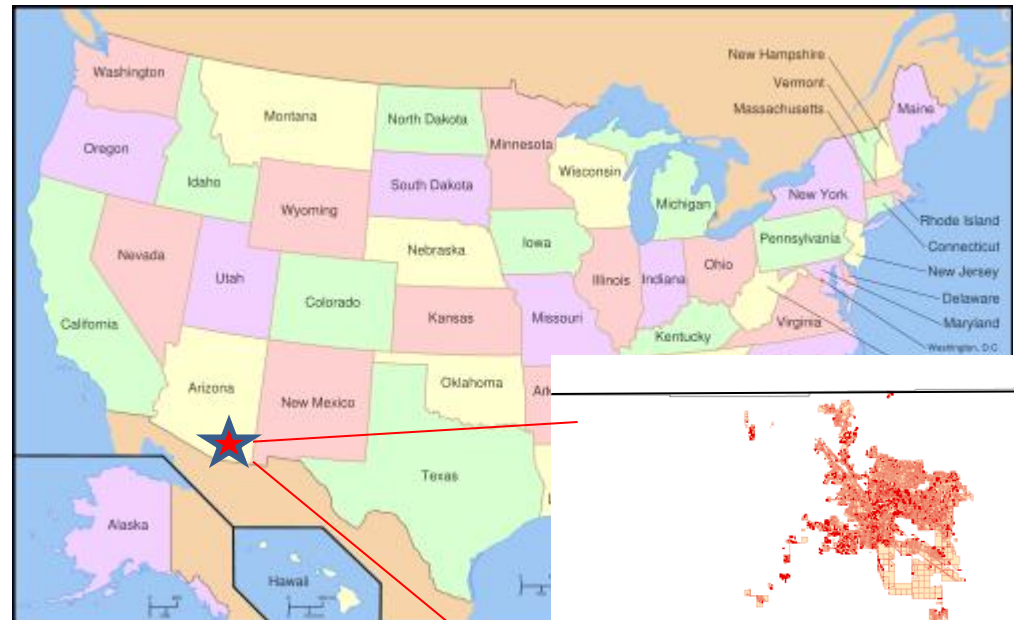 New Hampshire
Vermont
Massachusetts
Washington
Montana
North Dakota
Minnesota
Maine
Oregon
Idaho
South Dakota
Wisconsin
Michigan
New York
Wyoming
Rhode Island
Nebraska
Iowa
Pennsylvania
Connecticut
Nevada
Utah
Illinois
Indiana
Ohio
New Jersey
Colorado
Delaware
California
Kansas
Missouri
Virginia
Maryland
Kentucky
Washington, D.C.
Arizona
Oklahoma
New Mexico
Texas
Alaska
Hawaii